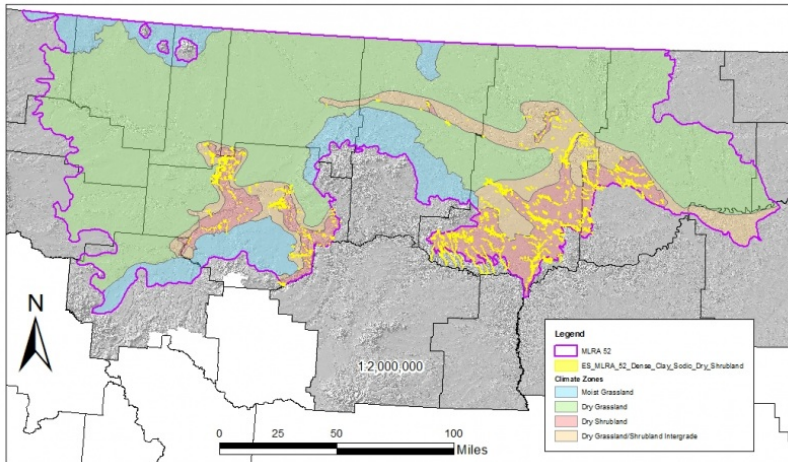 N
1:2,000,000
0 25 50 100
Miles
Legend
MLRA 52
ES_MLRA_52_Dense_Clay_Sodic_Dry_Shrubland
Climate Zones
Moist Grassland
Dry Grassland
Dry Shrubland
Dry Grassland/Shrubland Intergrade